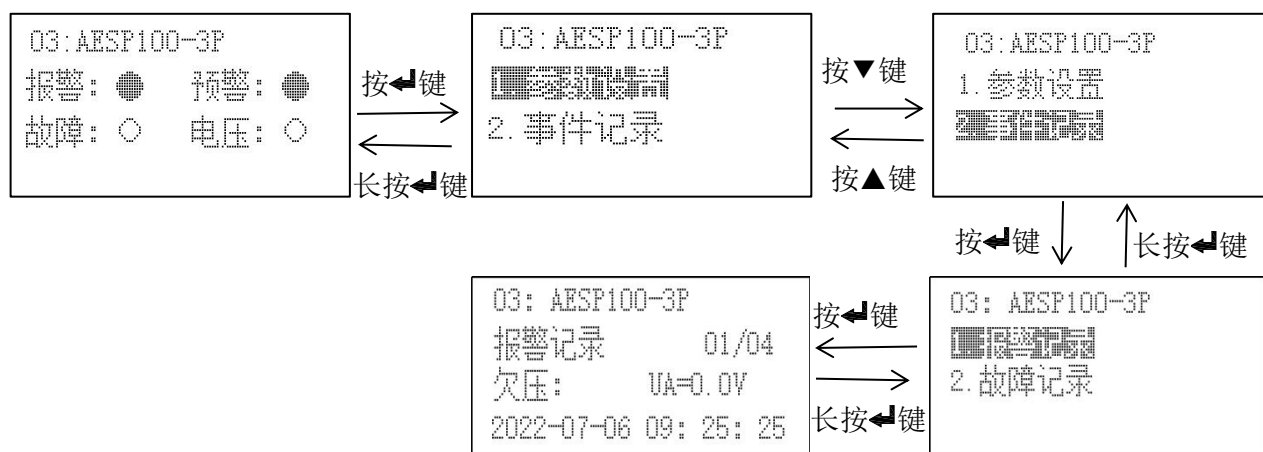 03:AESP100-3P
报警: ● 预警: ●
故障: ○ 电压: ○
按↵键
长按↵键
03:AESP100-3P
1.参数设置
2.事件记录
按▼键
按▲键
03:AESP100-3P
1.参数设置
2.事件记录
按↵键
长按↵键
03: AESP100-3P
1.报警记录
2.故障记录
按↵键
长按↵键
03: AESP100-3P
报警记录 01/04
欠压: UA=0.0V
2022-07-06 09: 25: 25